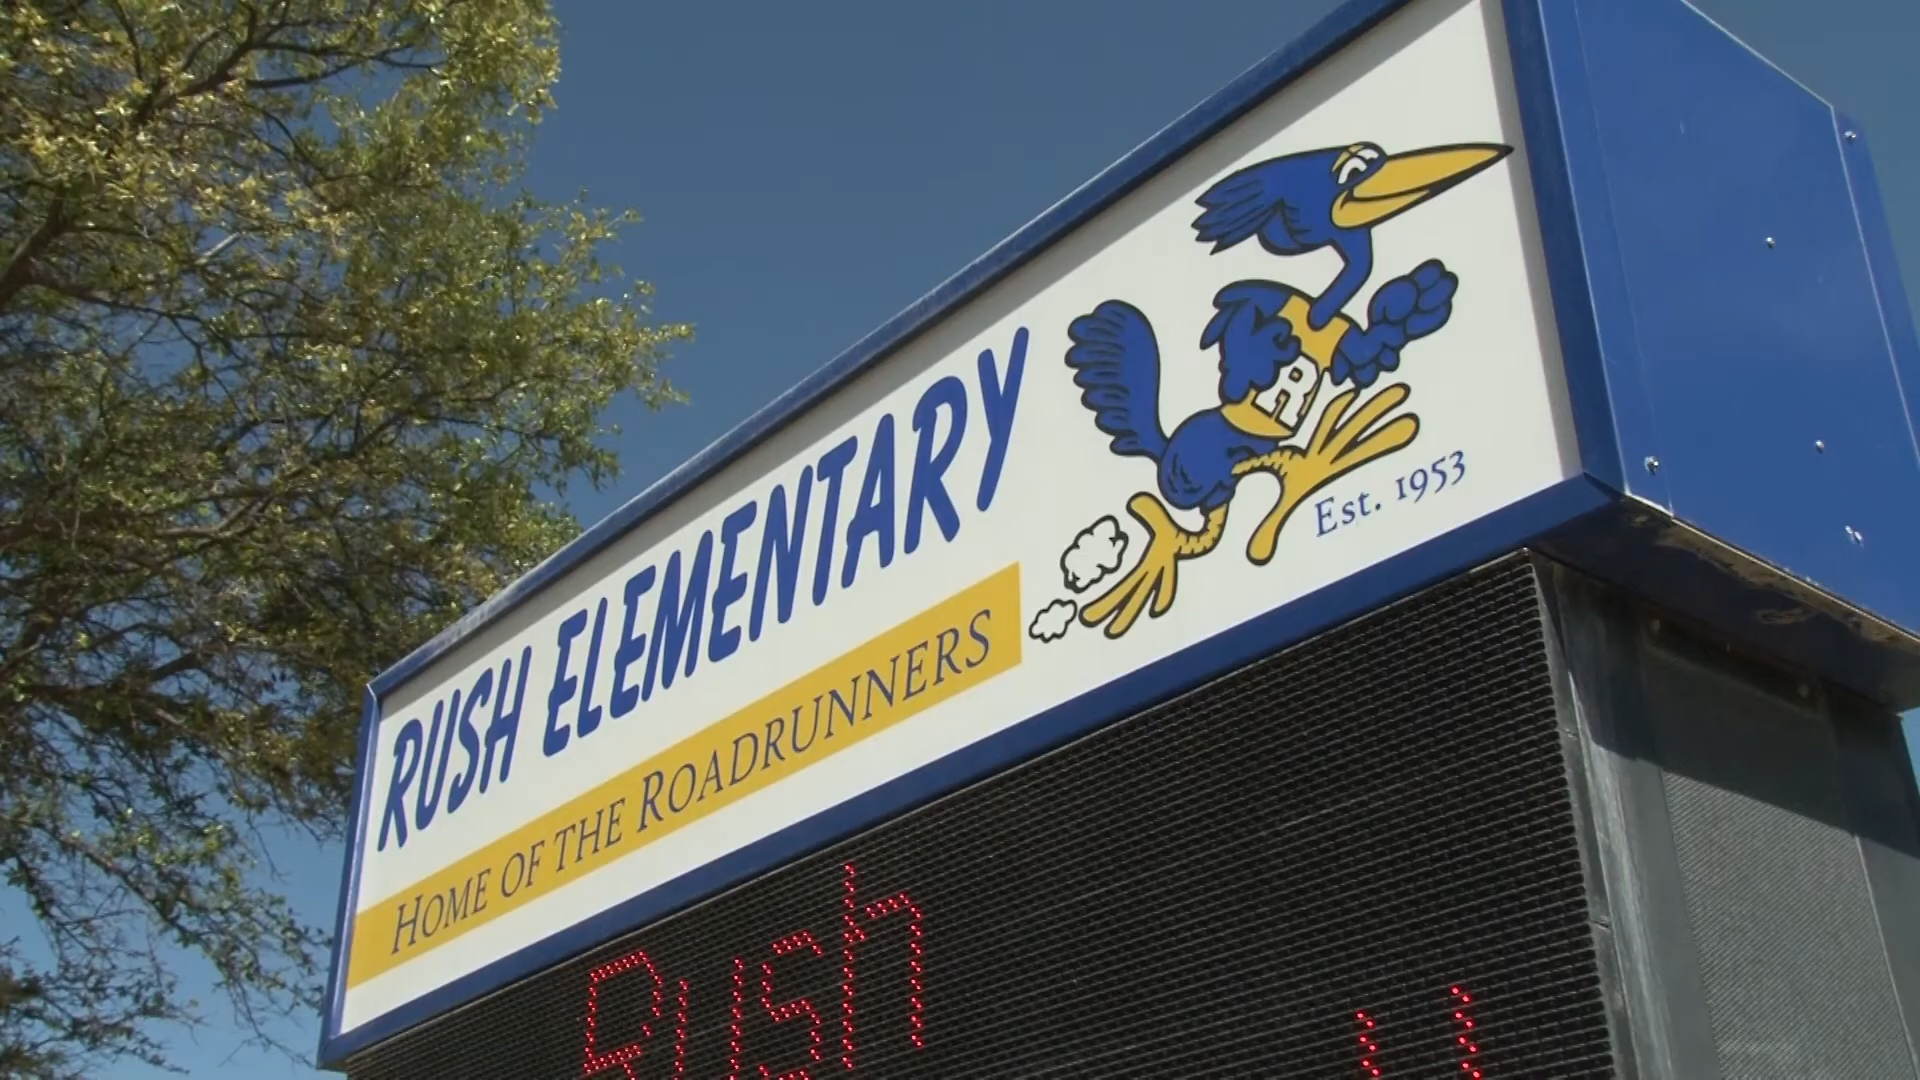 RUSH ELEMENTARY
HOME OF THE ROADRUNNERS
R
Est. 1953
Rush